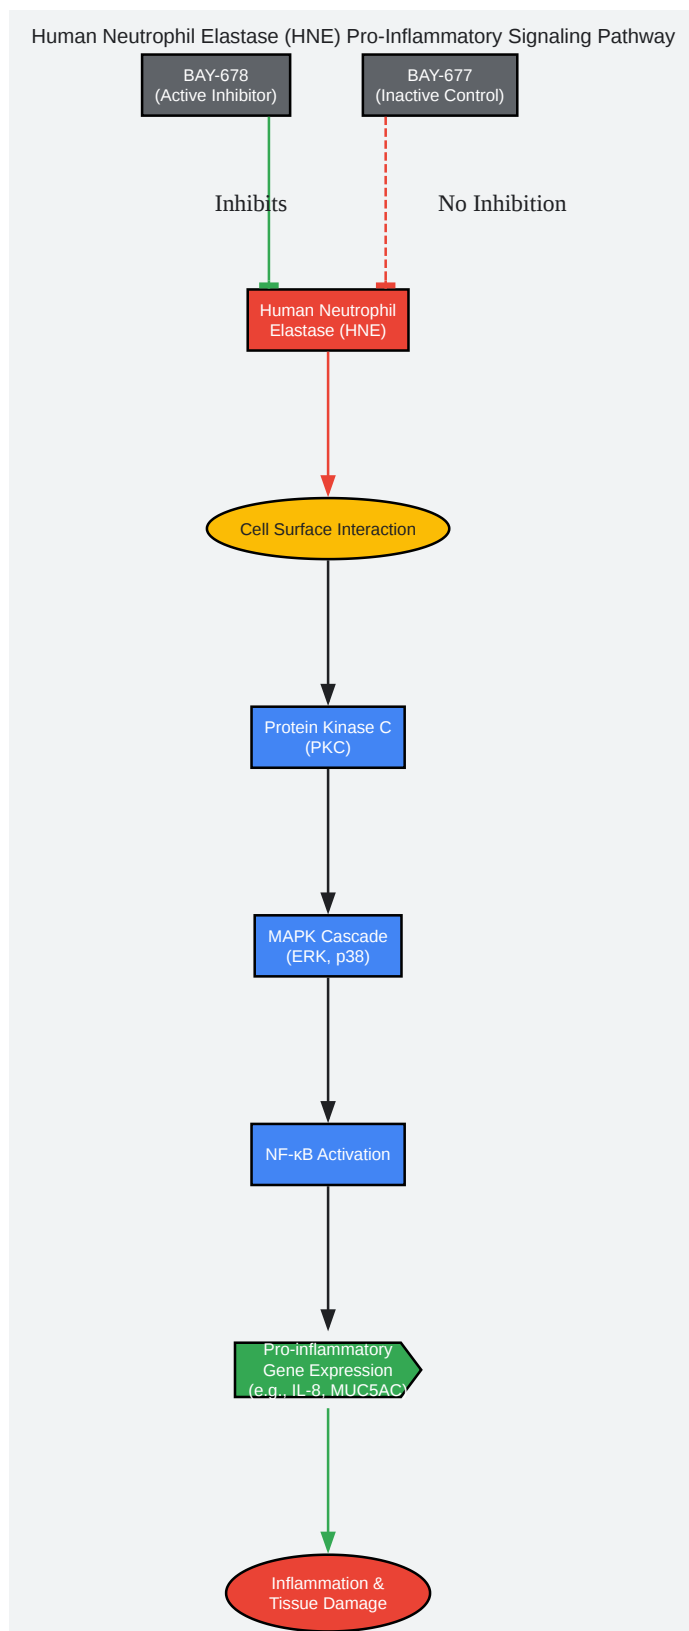 Human Neutrophil Elastase (HNE) Pro-Inflammatory Signaling Pathway
BAY-678
(Active Inhibitor)
BAY-677
(Inactive Control)
Inhibits
No Inhibition
Human Neutrophil
Elastase (HNE)
Cell Surface Interaction
Protein Kinase C
(PKC)
MAPK Cascade
(ERK, p38)
NF-κB Activation
Pro-inflammatory
Gene Expression
(e.g., IL-8, MUC5AC)
Inflammation &
Tissue Damage